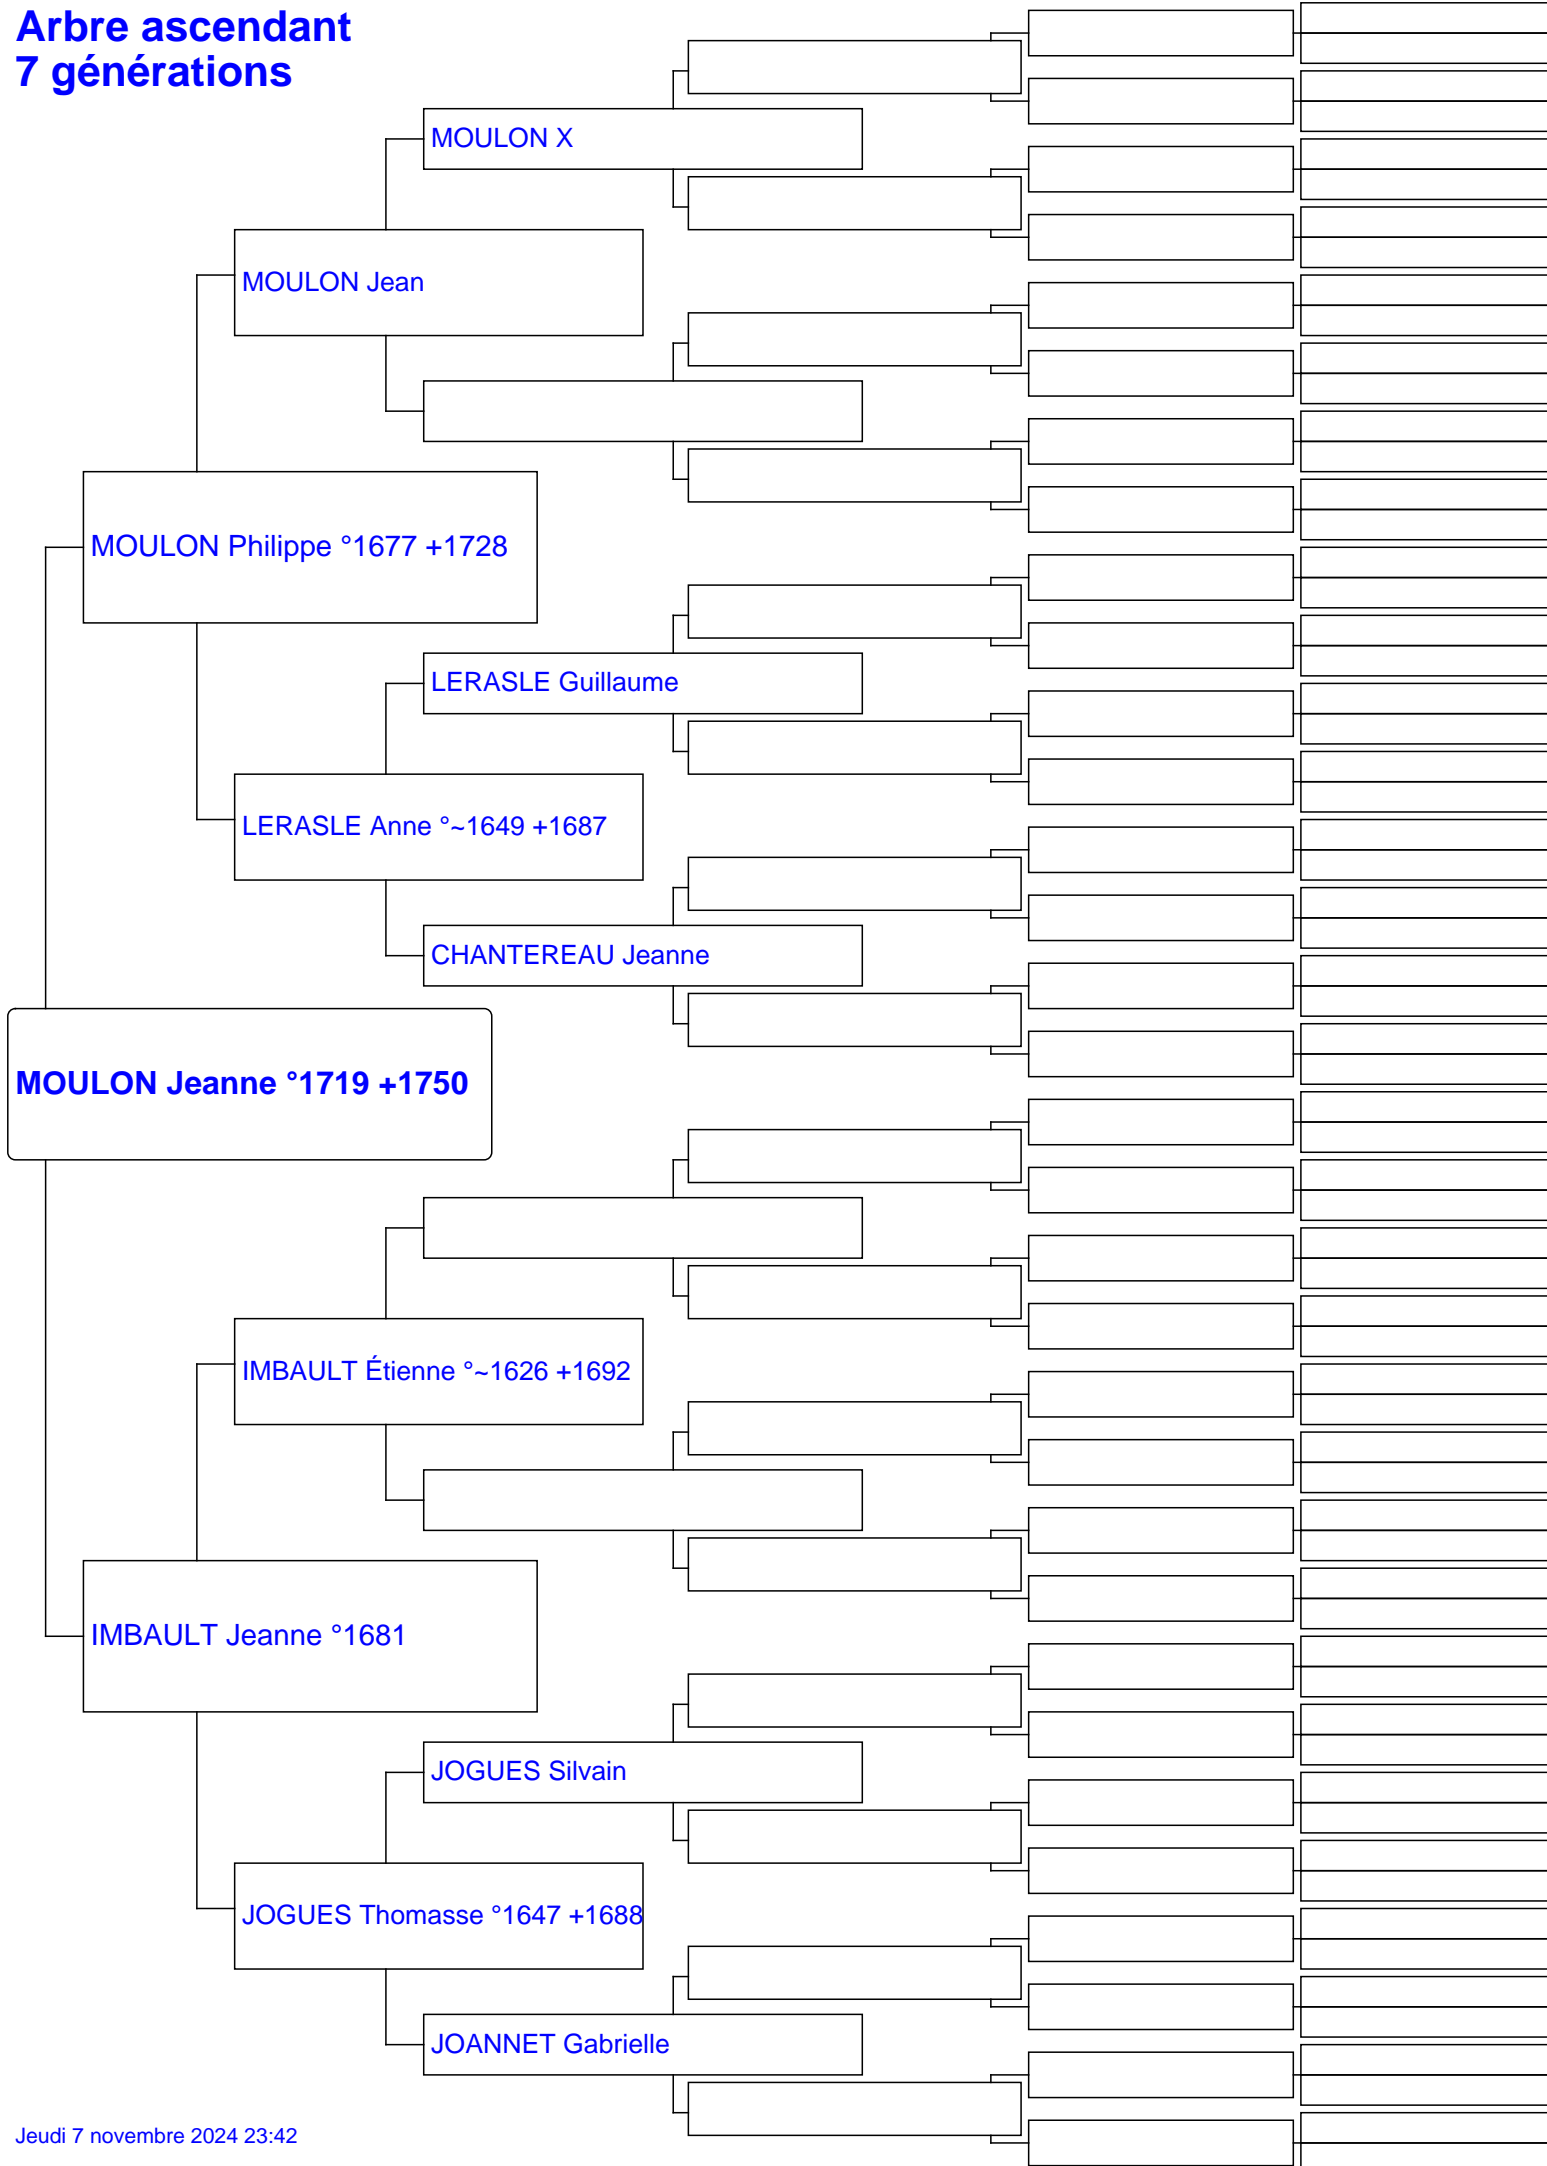 Arbre ascendant
7 générations
MOULON X
MOULON Jean
MOULON Philippe °1677 +1728
LERASLE Guillaume
LERASLE Anne °~1649 +1687
CHANTEREAU Jeanne
MOULON Jeanne °1719 +1750
IMBAULT Étienne °~1626 +1692
IMBAULT Jeanne °1681
JOGUES Silvain
JOGUES Thomasse °1647 +1688
JOANNET Gabrielle
Jeudi 7 novembre 2024 23:42